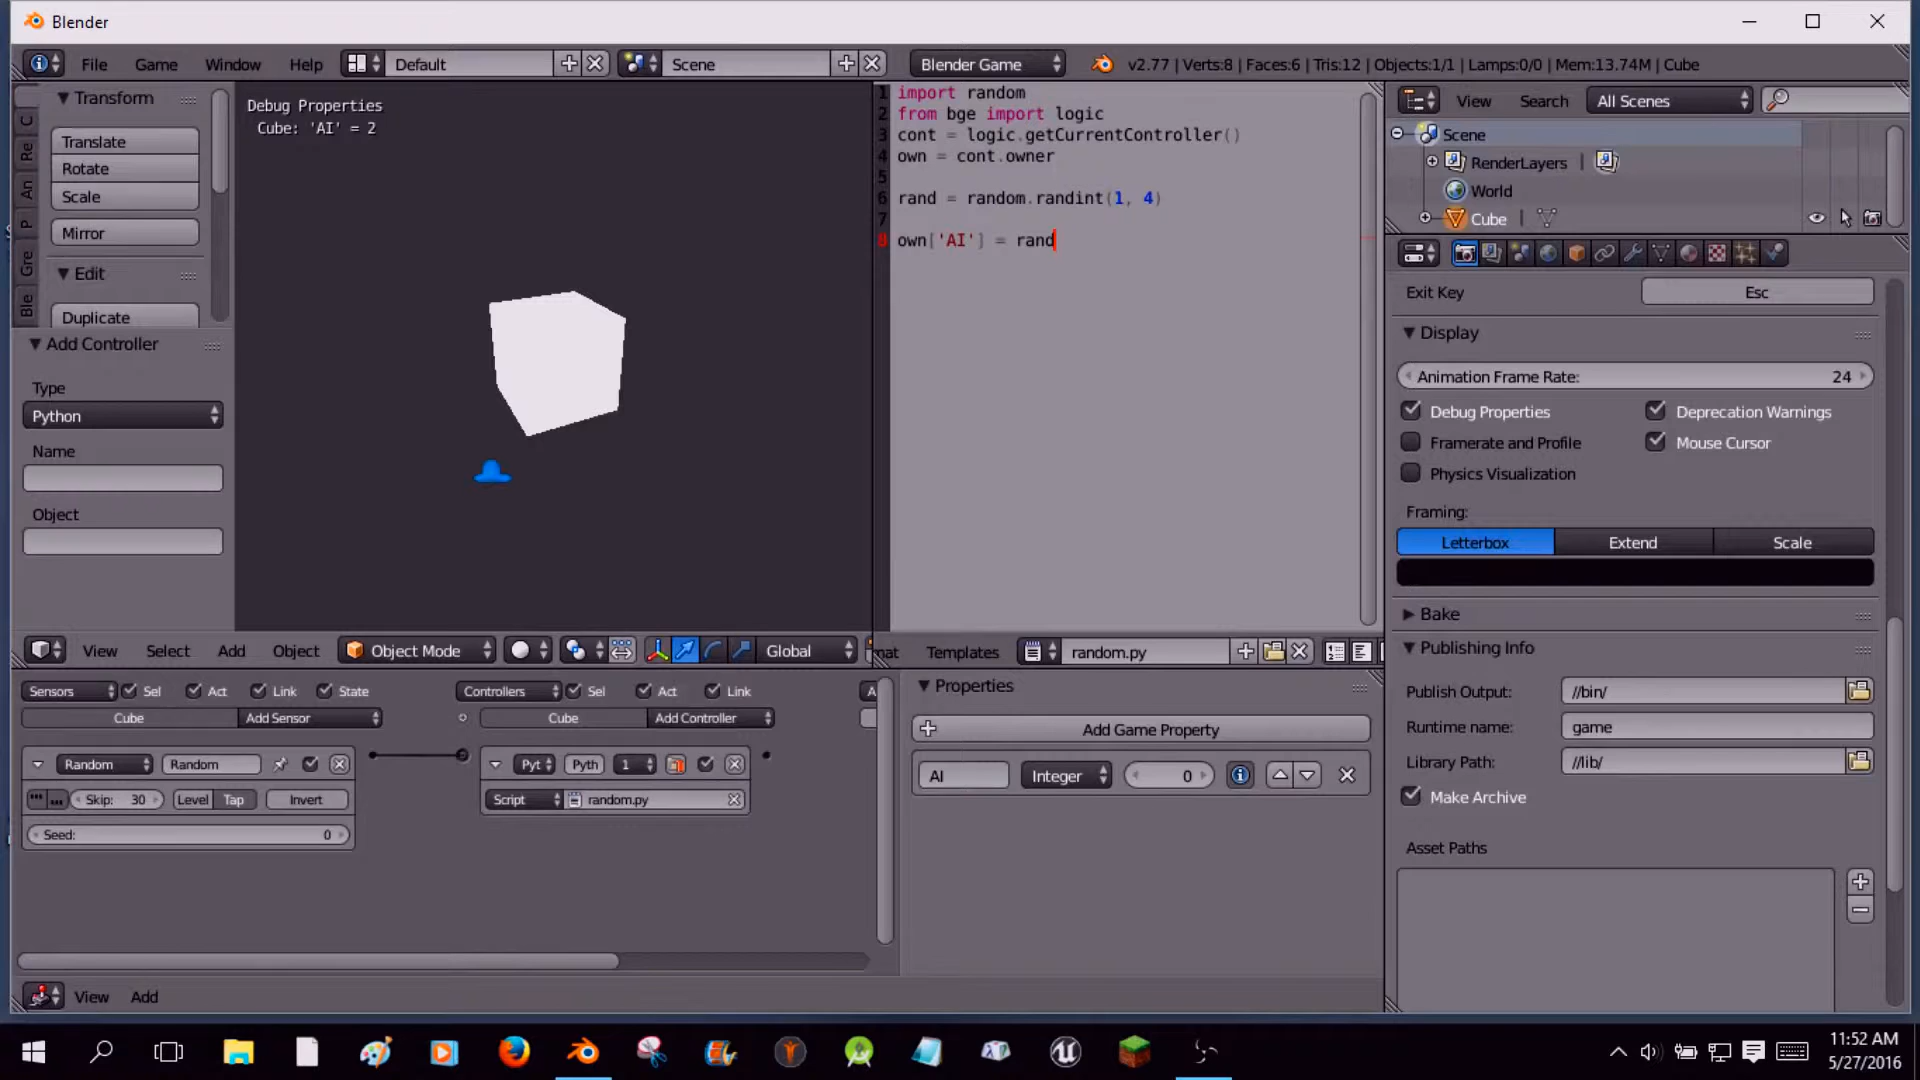 Blender
File Game Window Help Default Scene Blender Game v2.77 | Verts:8 | Faces:6 | Tris:12 | Objects:1/1 | Lamps:0/0 | Mem:13.74M | Cube
Transform
Translate
Rotate
Scale
Mirror
Edit
Duplicate
C
Re
An
P
Gre
Ble
Add Controller
Type
Python
Name
Object
Debug Properties
Cube: 'AI' = 2
1 import random
2 from bge import logic
3 cont = logic.getCurrentController()
4 own = cont.owner
5
6 rand = random.randint(1, 4)
7
8 own['AI'] = rand
View Search All Scenes
Scene
RenderLayers |
World
Cube |
Exit Key Esc
Display
Animation Frame Rate: 24
Debug Properties Deprecation Warnings
Framerate and Profile Mouse Cursor
Physics Visualization
Framing:
Letterbox Extend Scale
Bake
Publishing Info
Publish Output: //bin/
Runtime name: game
Library Path: //lib/
Make Archive
Asset Paths
View Select Add Object Object Mode Global
mat Templates random.py
Sensors Sel Act Link State
Cube Add Sensor
Random Random
Skip: 30 Level Tap Invert
Seed: 0
Controllers Sel Act Link
Cube Add Controller
Pyt Pyth 1
Script random.py
A
Properties
Add Game Property
AI Integer 0
View Add
11:52 AM
5/27/2016